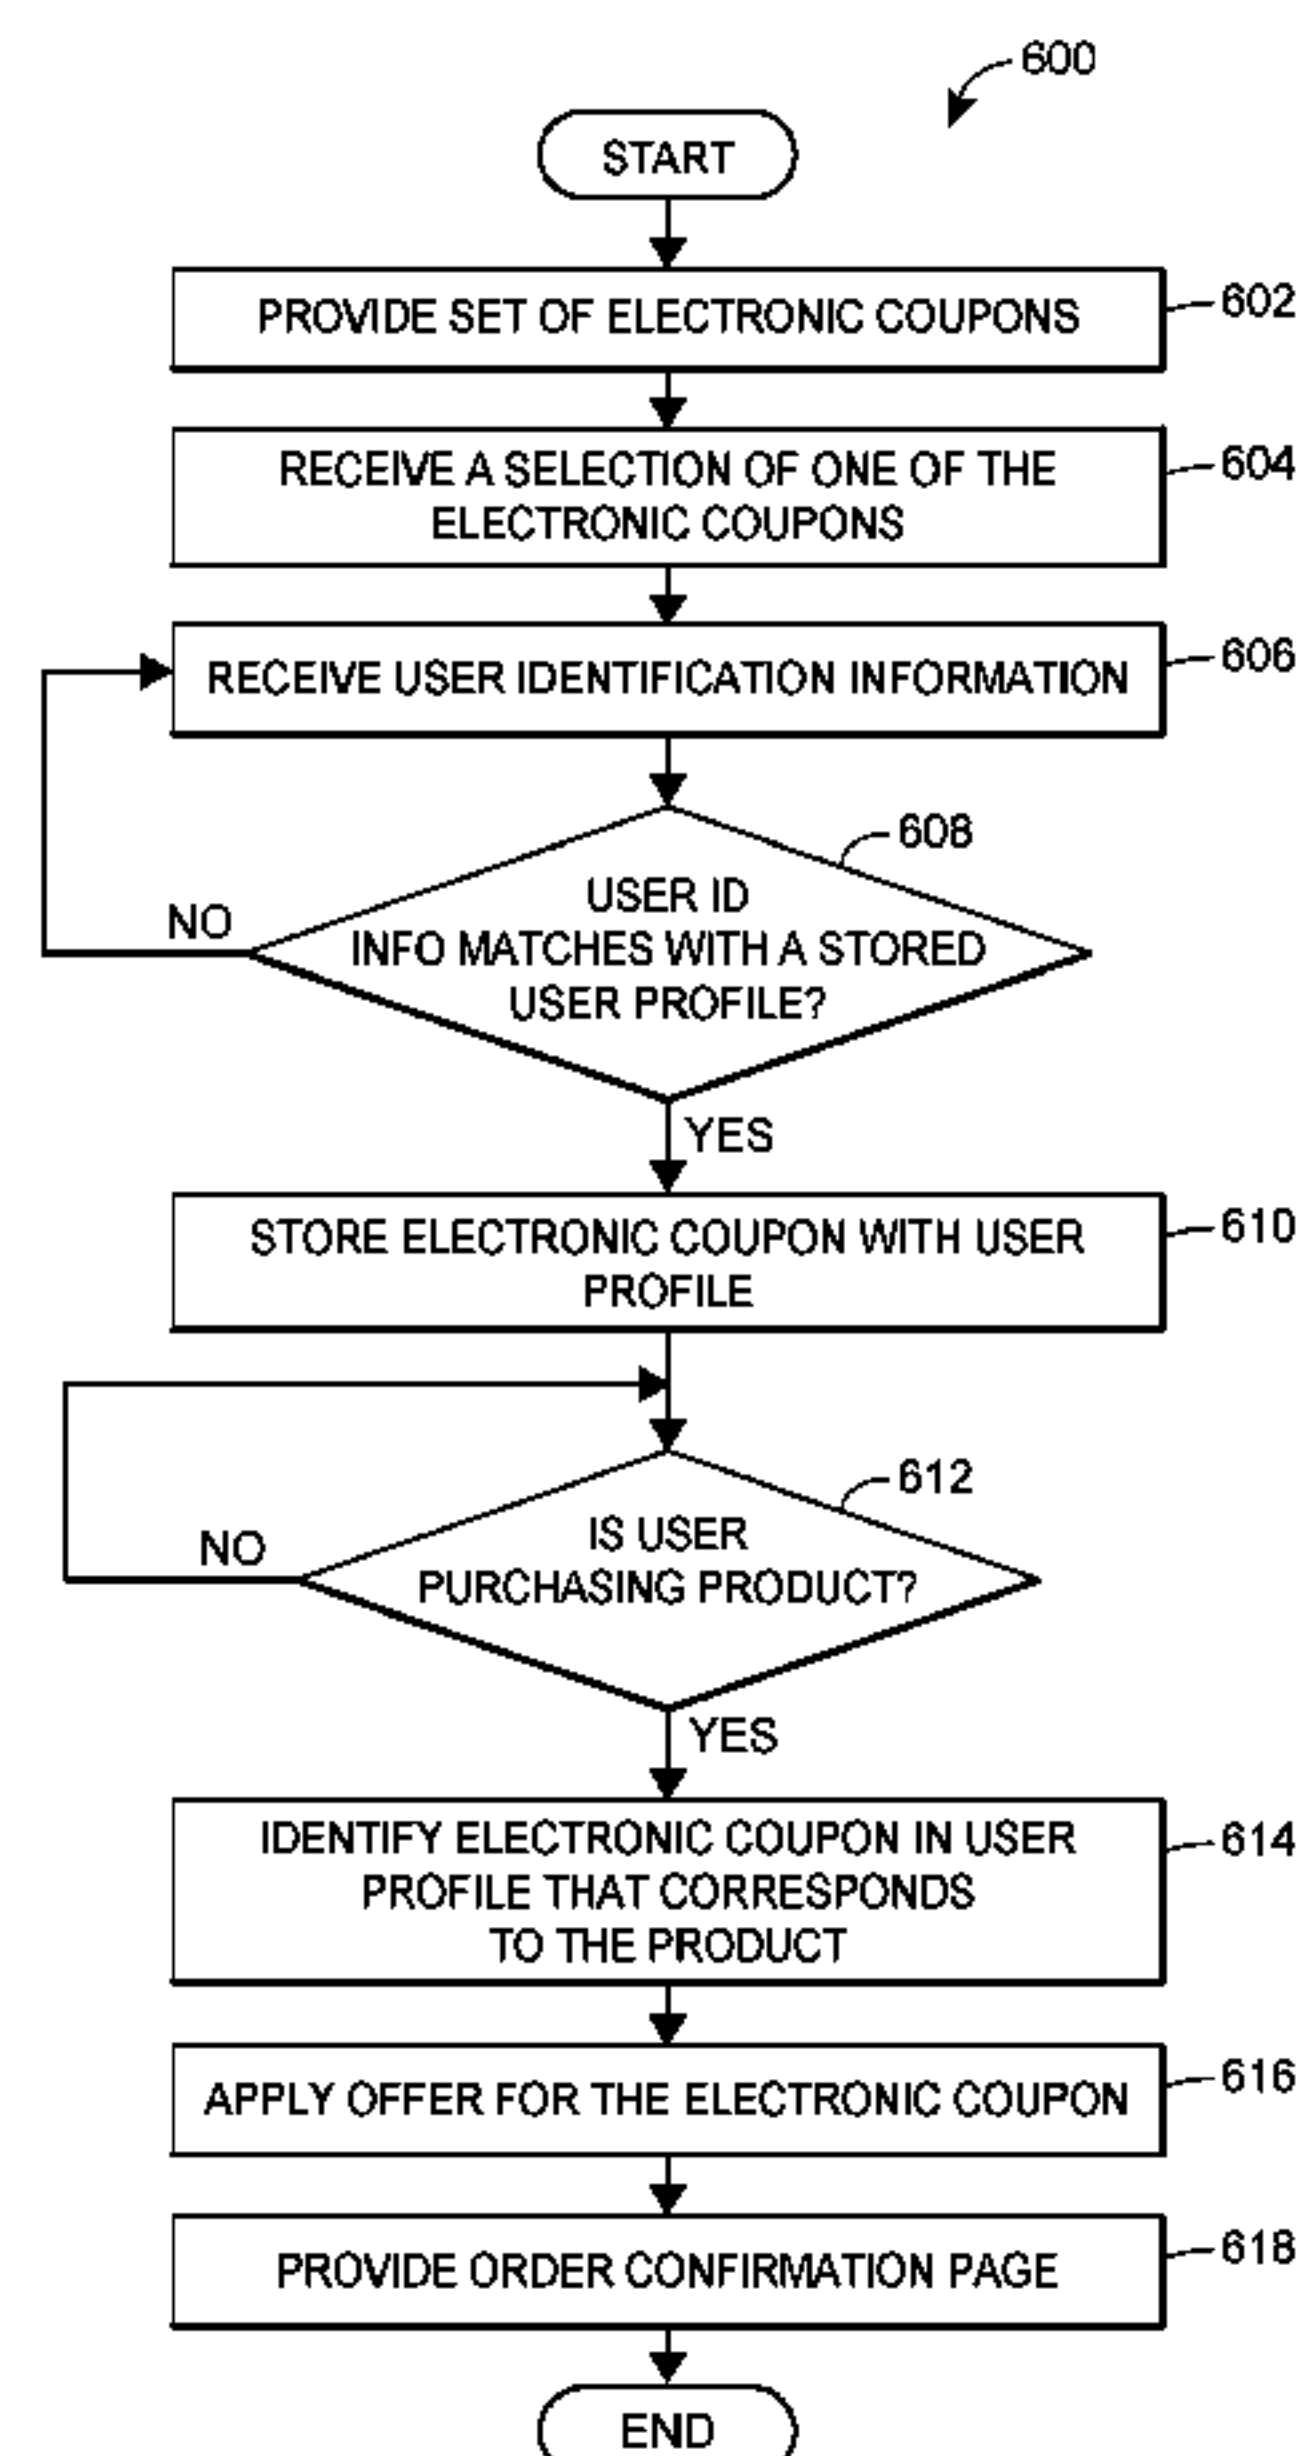 600
START
PROVIDE SET OF ELECTRONIC COUPONS
602
RECEIVE A SELECTION OF ONE OF THE
ELECTRONIC COUPONS
604
RECEIVE USER IDENTIFICATION INFORMATION
606
608
USER ID
INFO MATCHES WITH A STORED
USER PROFILE?
NO
YES
STORE ELECTRONIC COUPON WITH USER
PROFILE
610
612
IS USER
PURCHASING PRODUCT?
NO
YES
IDENTIFY ELECTRONIC COUPON IN USER
PROFILE THAT CORRESPONDS
TO THE PRODUCT
614
APPLY OFFER FOR THE ELECTRONIC COUPON
616
PROVIDE ORDER CONFIRMATION PAGE
618
END